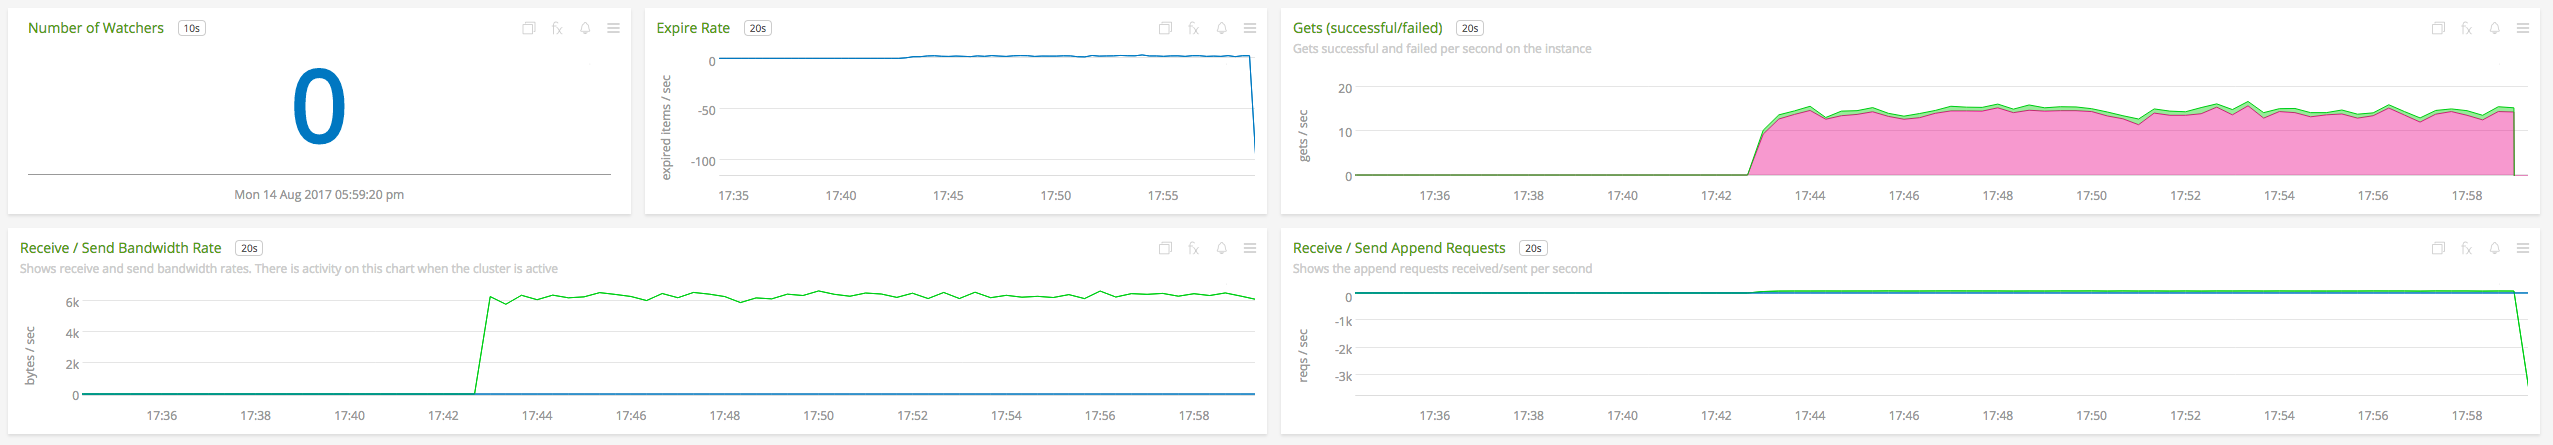 Number of Watchers 10s
0
Mon 14 Aug 2017 05:59:20 pm
Expire Rate 20s
expired items / sec
0
-50
-100
17:35 17:40 17:45 17:50 17:55
Gets (successful/failed) 20s
Gets successful and failed per second on the instance
gets / sec
20
10
0
17:36 17:38 17:40 17:42 17:44 17:46 17:48 17:50 17:52 17:54 17:56 17:58
Receive / Send Bandwidth Rate 20s
Shows receive and send bandwidth rates. There is activity on this chart when the cluster is active
bytes / sec
6k
4k
2k
0
17:36 17:38 17:40 17:42 17:44 17:46 17:48 17:50 17:52 17:54 17:56 17:58
Receive / Send Append Requests 20s
Shows the append requests received/sent per second
reqs / sec
0
-1k
-2k
-3k
17:36 17:38 17:40 17:42 17:44 17:46 17:48 17:50 17:52 17:54 17:56 17:58